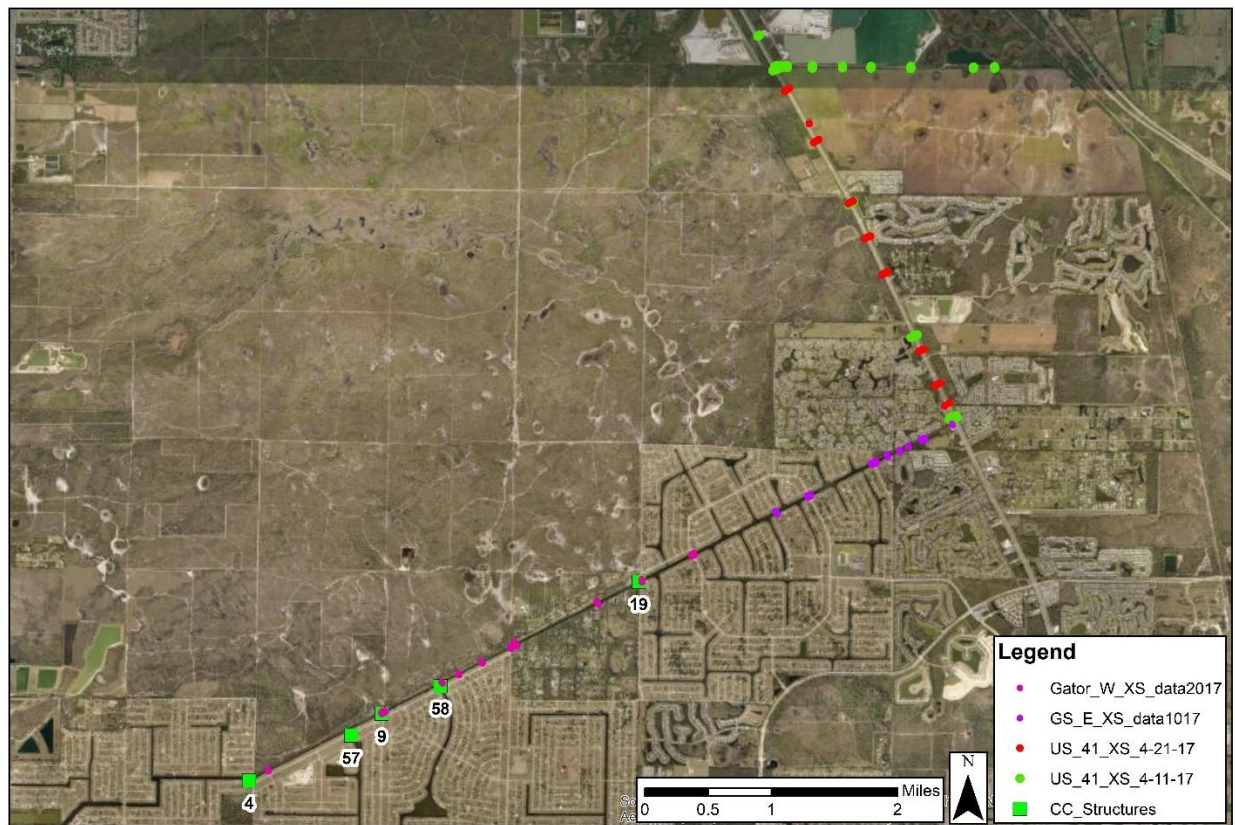 19
58
9
57
4
Legend
Gator_W_XS_data2017
GS_E_XS_data1017
US_41_XS_4-21-17
US_41_XS_4-11-17
CC_Structures
N
Miles
0 0.5 1 2